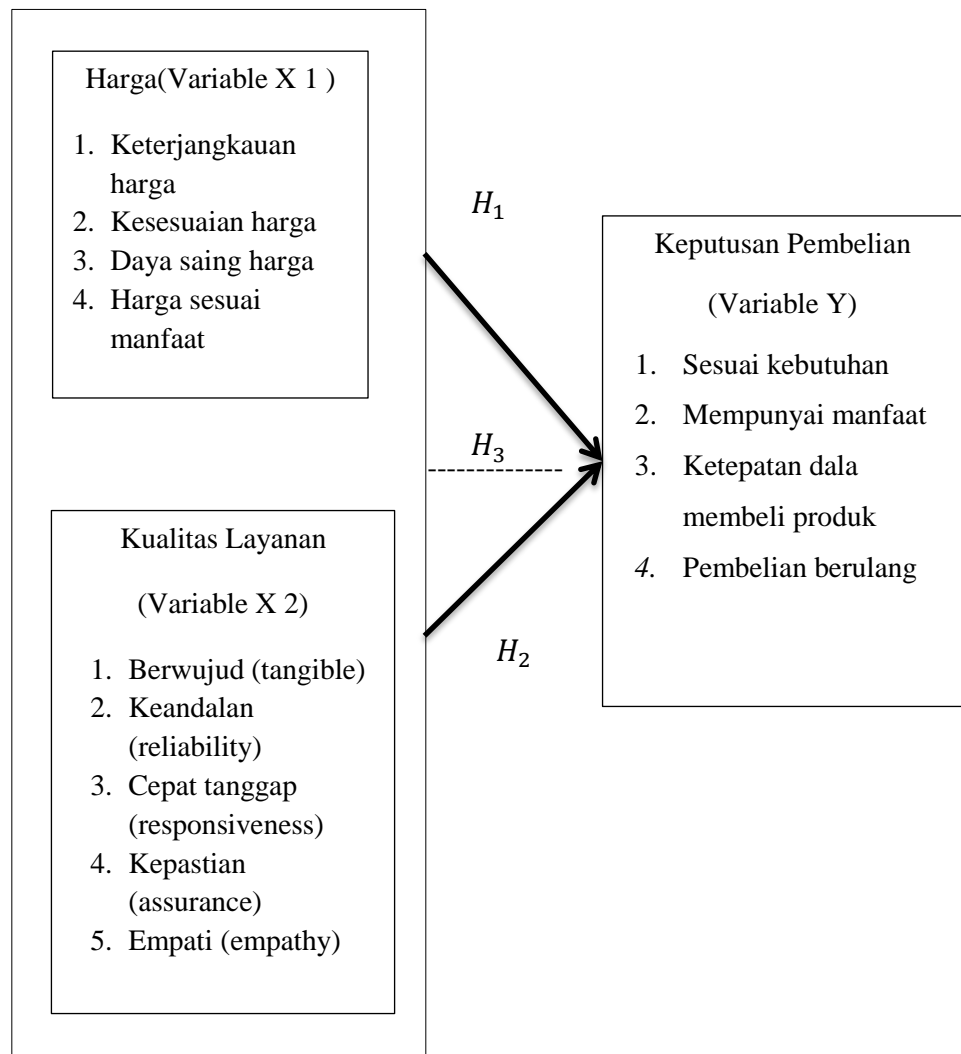 Harga(Variable X 1 )
1. Keterjangkauan
harga
2. Kesesuaian harga
3. Daya saing harga
4. Harga sesuai
manfaat
Kualitas Layanan
(Variable X 2)
1. Berwujud (tangible)
2. Keandalan
(reliability)
3. Cepat tanggap
(responsiveness)
4. Kepastian
(assurance)
5. Empati (empathy)
H₁
H₃
H₂
Keputusan Pembelian
(Variable Y)
1. Sesuai kebutuhan
2. Mempunyai manfaat
3. Ketepatan dala
membeli produk
4. Pembelian berulang